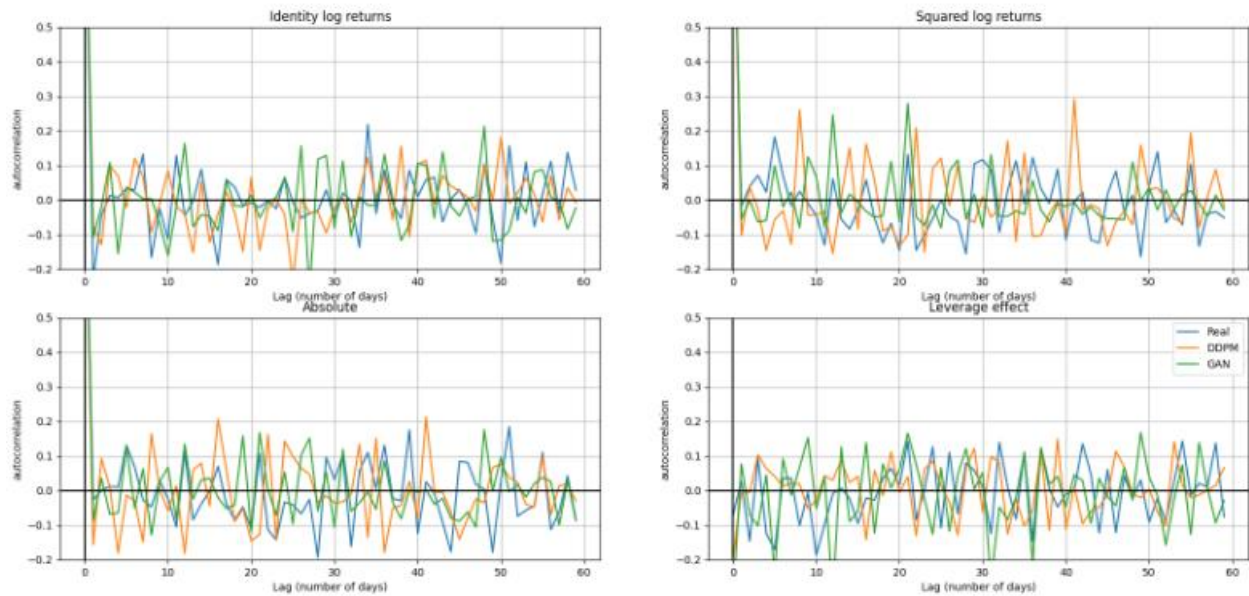 Identity log returns
0.5
0.4
0.3
0.2
0.1
0.0
−0.1
−0.2
autocorrelation
0 10 20 30 40 50 60
Lag (number of days)
Squared log returns
0.5
0.4
0.3
0.2
0.1
0.0
−0.1
−0.2
autocorrelation
0 10 20 30 40 50 60
Lag (number of days)
Absolute
0.5
0.4
0.3
0.2
0.1
0.0
−0.1
−0.2
autocorrelation
0 10 20 30 40 50 60
Lag (number of days)
Leverage effect
0.5
0.4
0.3
0.2
0.1
0.0
−0.1
−0.2
autocorrelation
0 10 20 30 40 50 60
Lag (number of days)
Real
DDPM
GAN